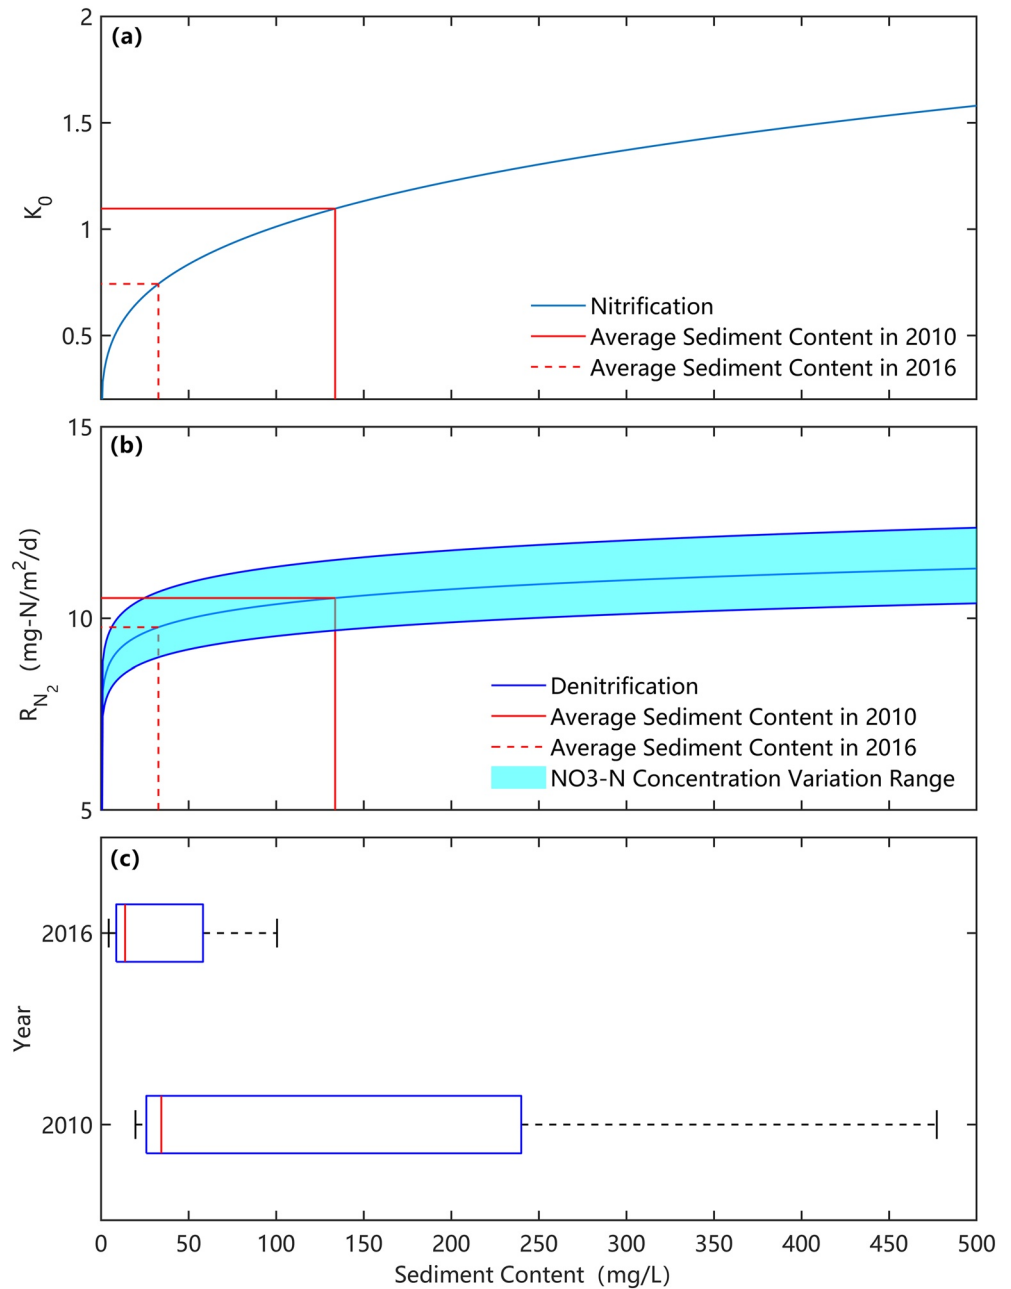 (a)
2
1.5
1
0.5
K0
Nitrification
Average Sediment Content in 2010
Average Sediment Content in 2016
(b)
15
10
5
RN2 (mg-N/m2/d)
Denitrification
Average Sediment Content in 2010
Average Sediment Content in 2016
NO3-N Concentration Variation Range
(c)
2016
2010
Year
0 50 100 150 200 250 300 350 400 450 500
Sediment Content (mg/L)